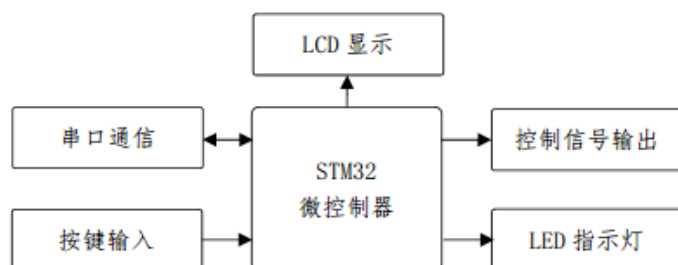 LCD 显示
串口通信
STM32
微控制器
控制信号输出
按键输入
LED 指示灯